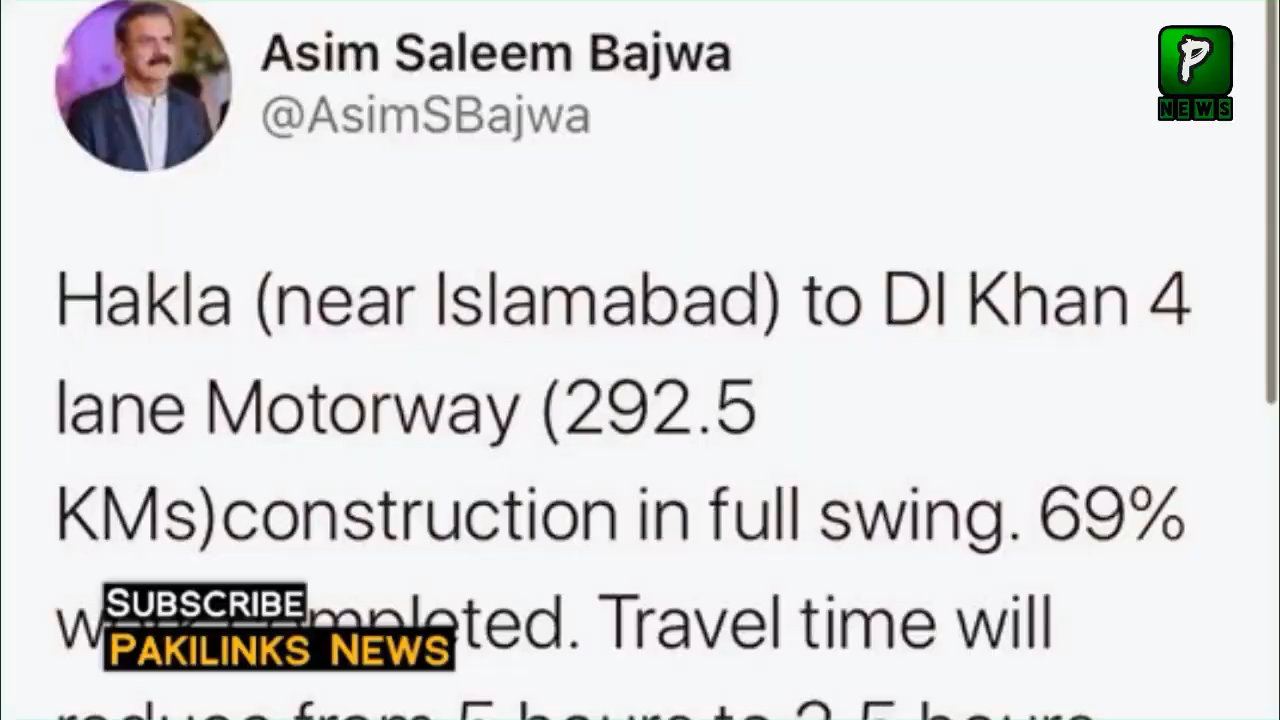 Asim Saleem Bajwa
@AsimSBajwa
P
NEWS
Hakla (near Islamabad) to DI Khan 4
lane Motorway (292.5
KMs)construction in full swing. 69%
SUBSCRIBE
Travel time will
PAKILINKS NEWS